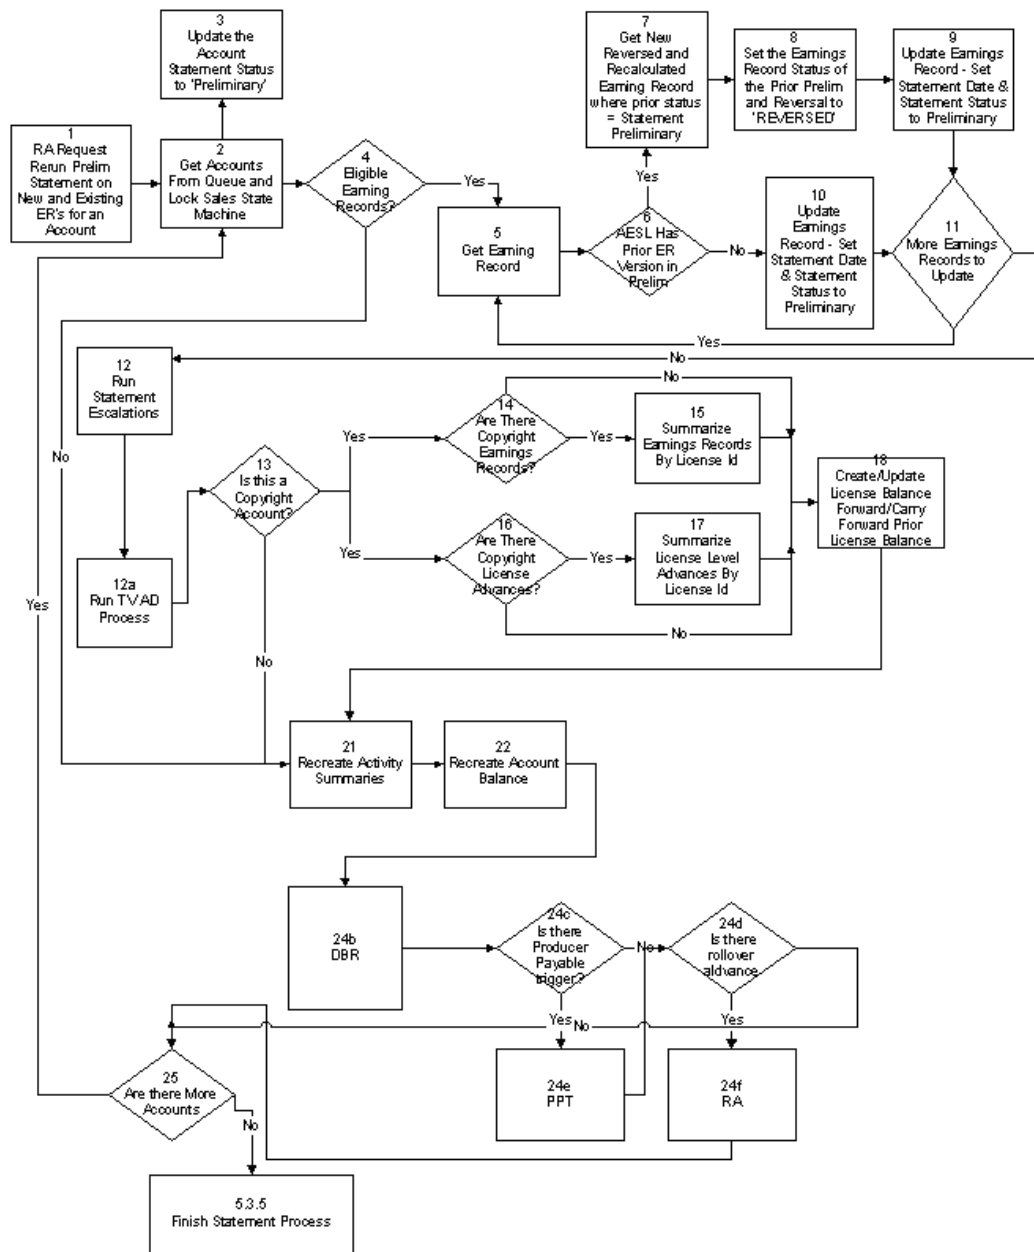 3
Update the
Account
Statement Status
to 'Preliminary'
7
Get New
Reversed and
Recalculated
Earning Record
where prior status
= Statement
Preliminary
8
Set the Earnings
Record Status of
the Prior Prelim
and Reversal to
'REVERSED'
9
Update Earnings
Record - Set
Statement Date &
Statement Status
to Preliminary
1
RA Request
Rerun Prelim
Statement on
New and Existing
ER's for an
Account
2
Get Accounts
From Queue and
Lock Sales State
Machine
4
Eligible
Earning
Records?
Yes
Yes
5
Get Earning
Record
6
AESL Has
Prior ER
Version in
Prelim
No
10
Update
Earnings
Record - Set
Statement Date
& Statement
Status to
Preliminary
11
More Earnings
Records to
Update
Yes
No
12
Run
Statement
Escalations
No
No
14
Are There
Copyright
Earnings
Records?
Yes
Yes
15
Summarize
Earnings Records
By License Id
13
Is this a
Copyright
Account?
18
Create/Update
License Balance
Forward/Carry
Forward Prior
License Balance
16
Are There
Copyright
License
Advances?
Yes
Yes
17
Summarize
License Level
Advances By
License Id
12a
Run TV AD
Process
Yes
No
No
21
Recreate Activity
Summaries
22
Recreate Account
Balance
24b
DBR
24c
Is there
Producer
Payable
trigger?
No
24d
Is there
rollover
aldvance
Yes
No
Yes
25
Are there More
Accounts
24e
PPT
24f
RA
No
5.3.5
Finish Statement Process